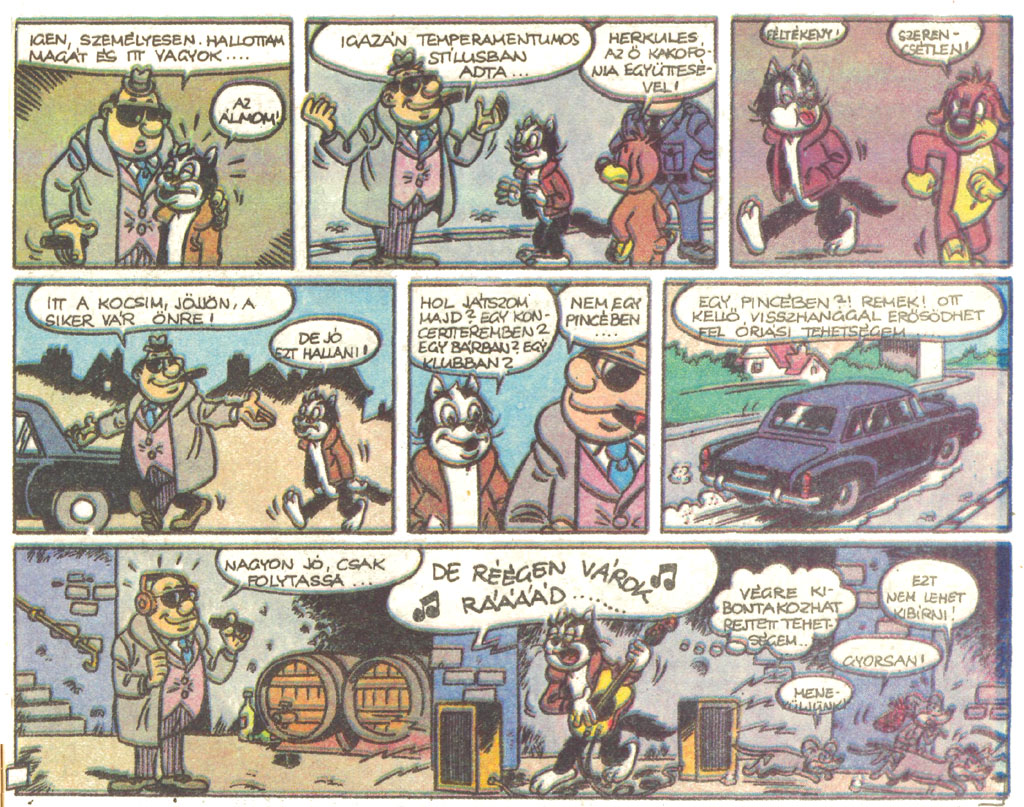 IGEN, SZEMÉLYESEN. HALLOTTAM
MAGÁT ÉS ITT VAGYOK....
AZ
ÁLMOM!
IGAZÁN TEMPERAMENTUMOS
STÍLUSBAN
ADTA...
HERKULES
AZ Ő KAKOFÓ-
NIA EGYÜTTESÉ-
VEL!
FÉLTÉKENY!
SZEREN-
CSÉTLEN!
ITT A KOCSIM, JÖJJÖN, A
SIKER VÁR ÖNRE!
DE JÓ
EZT HALLANI!
HOL JÁTSZOM
MAJD? EGY KON-
CERTTEREMBEN?
EGY BÁRBAN? EGY
KLUBBAN?
NEM EGY
PINCÉBEN
....
EGY PINCÉBEN?! REMEK! OTT
KELLŐ VISSHANGGAL ERŐSÖDHET
FEL ÓRIÁSI TEHETSÉGEM...
NAGYON JÓ, CSAK
FOLYTASSA...
DE RÉÉGEN VÁROK
RÁÁÁÁD........
VÉGRE KI-
BONTAKOZHAT
REJTETT TEHET-
SÉGEM...
EZT
NEM LEHET
KIBÍRNI!
GYORSAN!
MENE-
KÜLJÜNK!